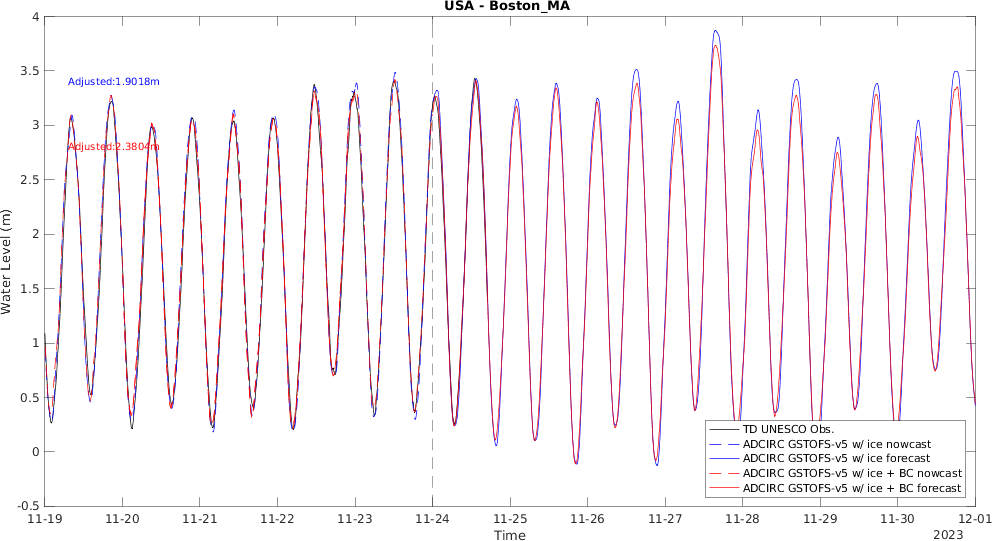 USA - Boston_MA
4
3.5
3
2.5
2
1.5
1
0.5
0
-0.5
Water Level (m)
Adjusted:1.9018m
Adjusted:2.3804m
TD UNESCO Obs.
ADCIRC GSTOFS-v5 w/ ice nowcast
ADCIRC GSTOFS-v5 w/ ice forecast
ADCIRC GSTOFS-v5 w/ ice + BC nowcast
ADCIRC GSTOFS-v5 w/ ice + BC forecast
11-19 11-20 11-21 11-22 11-23 11-24 11-25 11-26 11-27 11-28 11-29 11-30 12-01
Time
2023